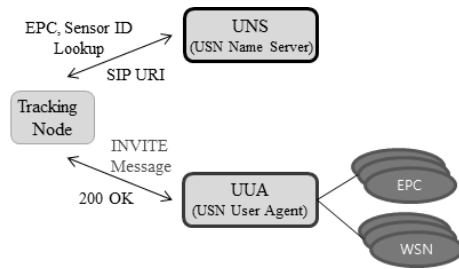 EPC, Sensor ID
Lookup
SIP URI
UNS
(USN Name Server)
Tracking
Node
INVITE
Message
200 OK
UUA
(USN User Agent)
EPC
WSN